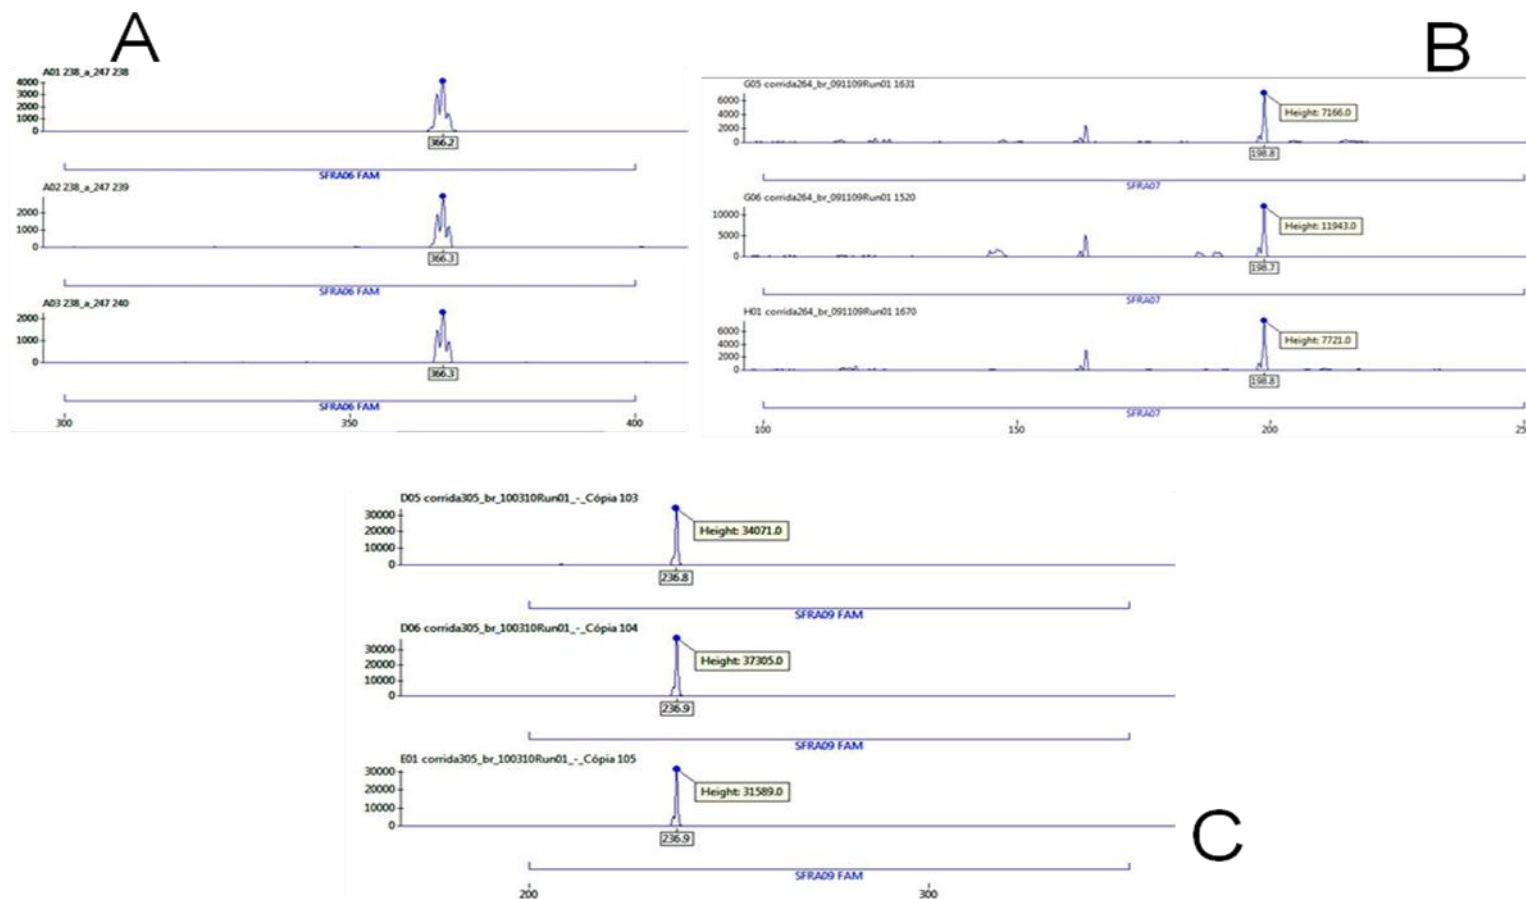 A
A01 238_a_247 238
4000
3000
2000
1000
0
366.2
SFRA06 FAM
A02 238_a_247 239
2000
1000
0
366.3
SFRA06 FAM
A03 238_a_247 240
2000
1000
0
366.3
SFRA06 FAM
300 350 400
B
G05 corrida264_br_091109Run01 1631
6000
4000
2000
0
Height: 7166.0
198.8
SFRA07
G06 corrida264_br_091109Run01 1520
10000
5000
0
Height: 11943.0
198.7
SFRA07
H01 corrida264_br_091109Run01 1670
6000
4000
2000
0
Height: 7721.0
198.8
SFRA07
100 150 200 25
D05 corrida305_br_100310Run01_-_Cópia 103
30000
20000
10000
0
Height: 34071.0
236.8
SFRA09 FAM
D06 corrida305_br_100310Run01_-_Cópia 104
30000
20000
10000
0
Height: 37305.0
236.9
SFRA09 FAM
E01 corrida305_br_100310Run01_-_Cópia 105
30000
20000
10000
0
Height: 31589.0
236.9
SFRA09 FAM
200 300
C